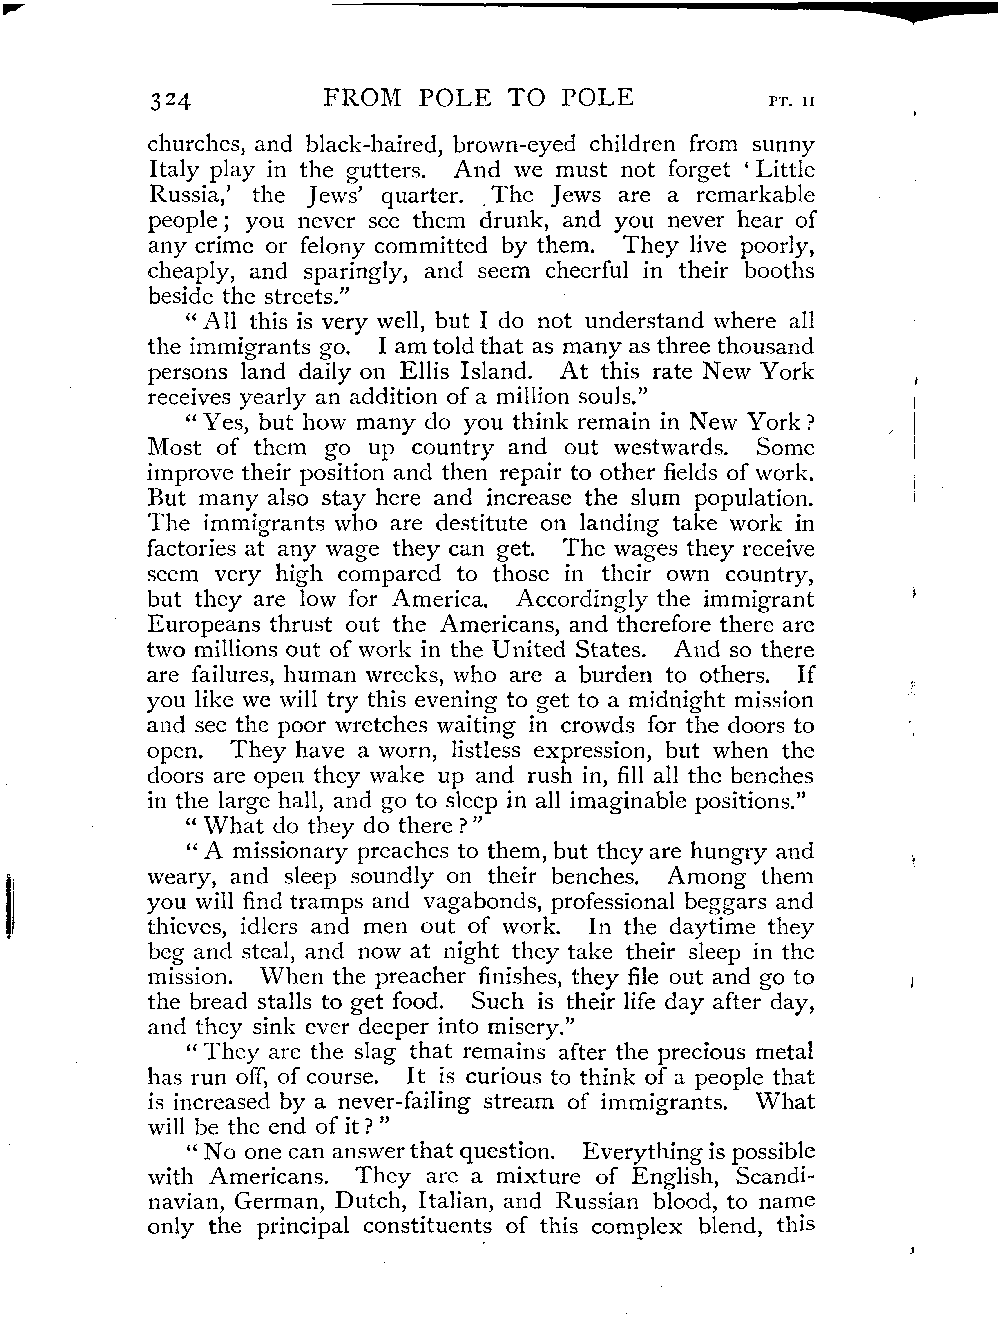 324 FROM POLE TO POLE PT. II
churches, and black-haired, brown-eyed children from sunny
Italy play in the gutters. And we must not forget ‘Little
Russia,’ the Jews’ quarter. The Jews are a remarkable
people; you never see them drunk, and you never hear of
any crime or felony committed by them. They live poorly,
cheaply, and sparingly, and seem cheerful in their booths
beside the streets.”
“All this is very well, but I do not understand where all
the immigrants go. I am told that as many as three thousand
persons land daily on Ellis Island. At this rate New York
receives yearly an addition of a million souls.”
“Yes, but how many do you think remain in New York?
Most of them go up country and out westwards. Some
improve their position and then repair to other fields of work.
But many also stay here and increase the slum population.
The immigrants who are destitute on landing take work in
factories at any wage they can get. The wages they receive
seem very high compared to those in their own country,
but they are low for America. Accordingly the immigrant
Europeans thrust out the Americans, and therefore there are
two millions out of work in the United States. And so there
are failures, human wrecks, who are a burden to others. If
you like we will try this evening to get to a midnight mission
and see the poor wretches waiting in crowds for the doors to
open. They have a worn, listless expression, but when the
doors are open they wake up and rush in, fill all the benches
in the large hall, and go to sleep in all imaginable positions.”
“What do they do there?”
“A missionary preaches to them, but they are hungry and
weary, and sleep soundly on their benches. Among them
you will find tramps and vagabonds, professional beggars and
thieves, idlers and men out of work. In the daytime they
beg and steal, and now at night they take their sleep in the
mission. When the preacher finishes, they file out and go to
the bread stalls to get food. Such is their life day after day,
and they sink ever deeper into misery.”
“They are the slag that remains after the precious metal
has run off, of course. It is curious to think of a people that
is increased by a never-failing stream of immigrants. What
will be the end of it?”
“No one can answer that question. Everything is possible
with Americans. They are a mixture of English, Scandi-
navian, German, Dutch, Italian, and Russian blood, to name
only the principal constituents of this complex blend, this